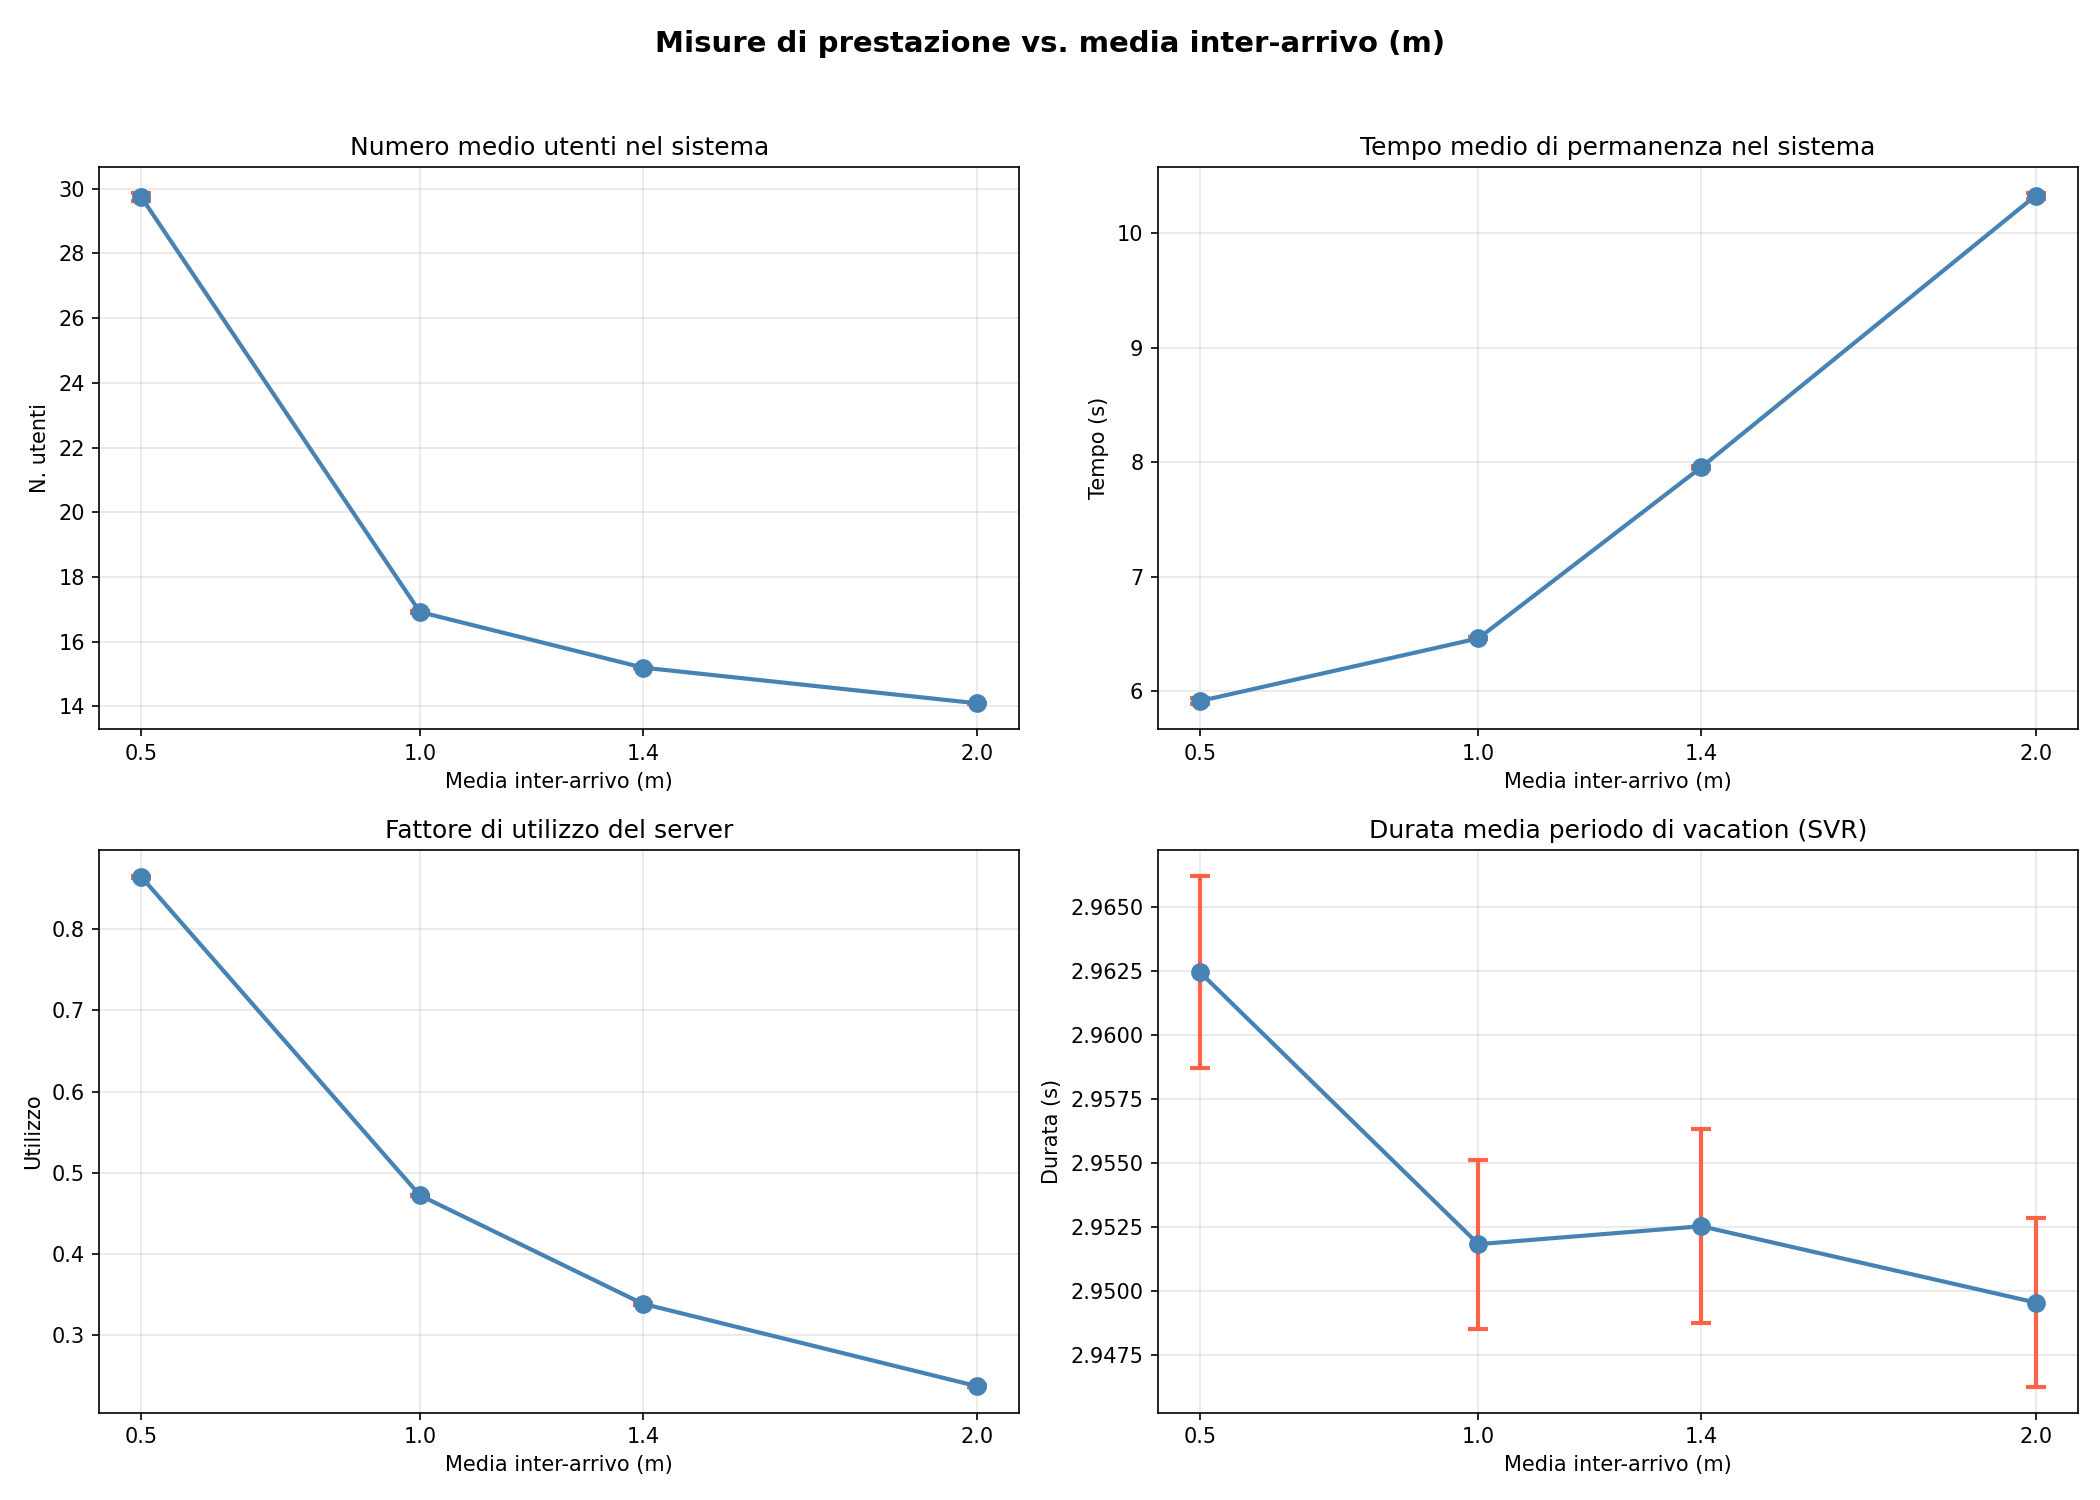 Misure di prestazione vs. media inter-arrivo (m)
Numero medio utenti nel sistema
30
28
26
24
22
20
18
16
14
N. utenti
0.5 1.0 1.4 2.0
Media inter-arrivo (m)
Tempo medio di permanenza nel sistema
10
9
8
7
6
Tempo (s)
0.5 1.0 1.4 2.0
Media inter-arrivo (m)
Fattore di utilizzo del server
0.8
0.7
0.6
0.5
0.4
0.3
Utilizzo
0.5 1.0 1.4 2.0
Media inter-arrivo (m)
Durata media periodo di vacation (SVR)
2.9650
2.9625
2.9600
2.9575
2.9550
2.9525
2.9500
2.9475
Durata (s)
0.5 1.0 1.4 2.0
Media inter-arrivo (m)